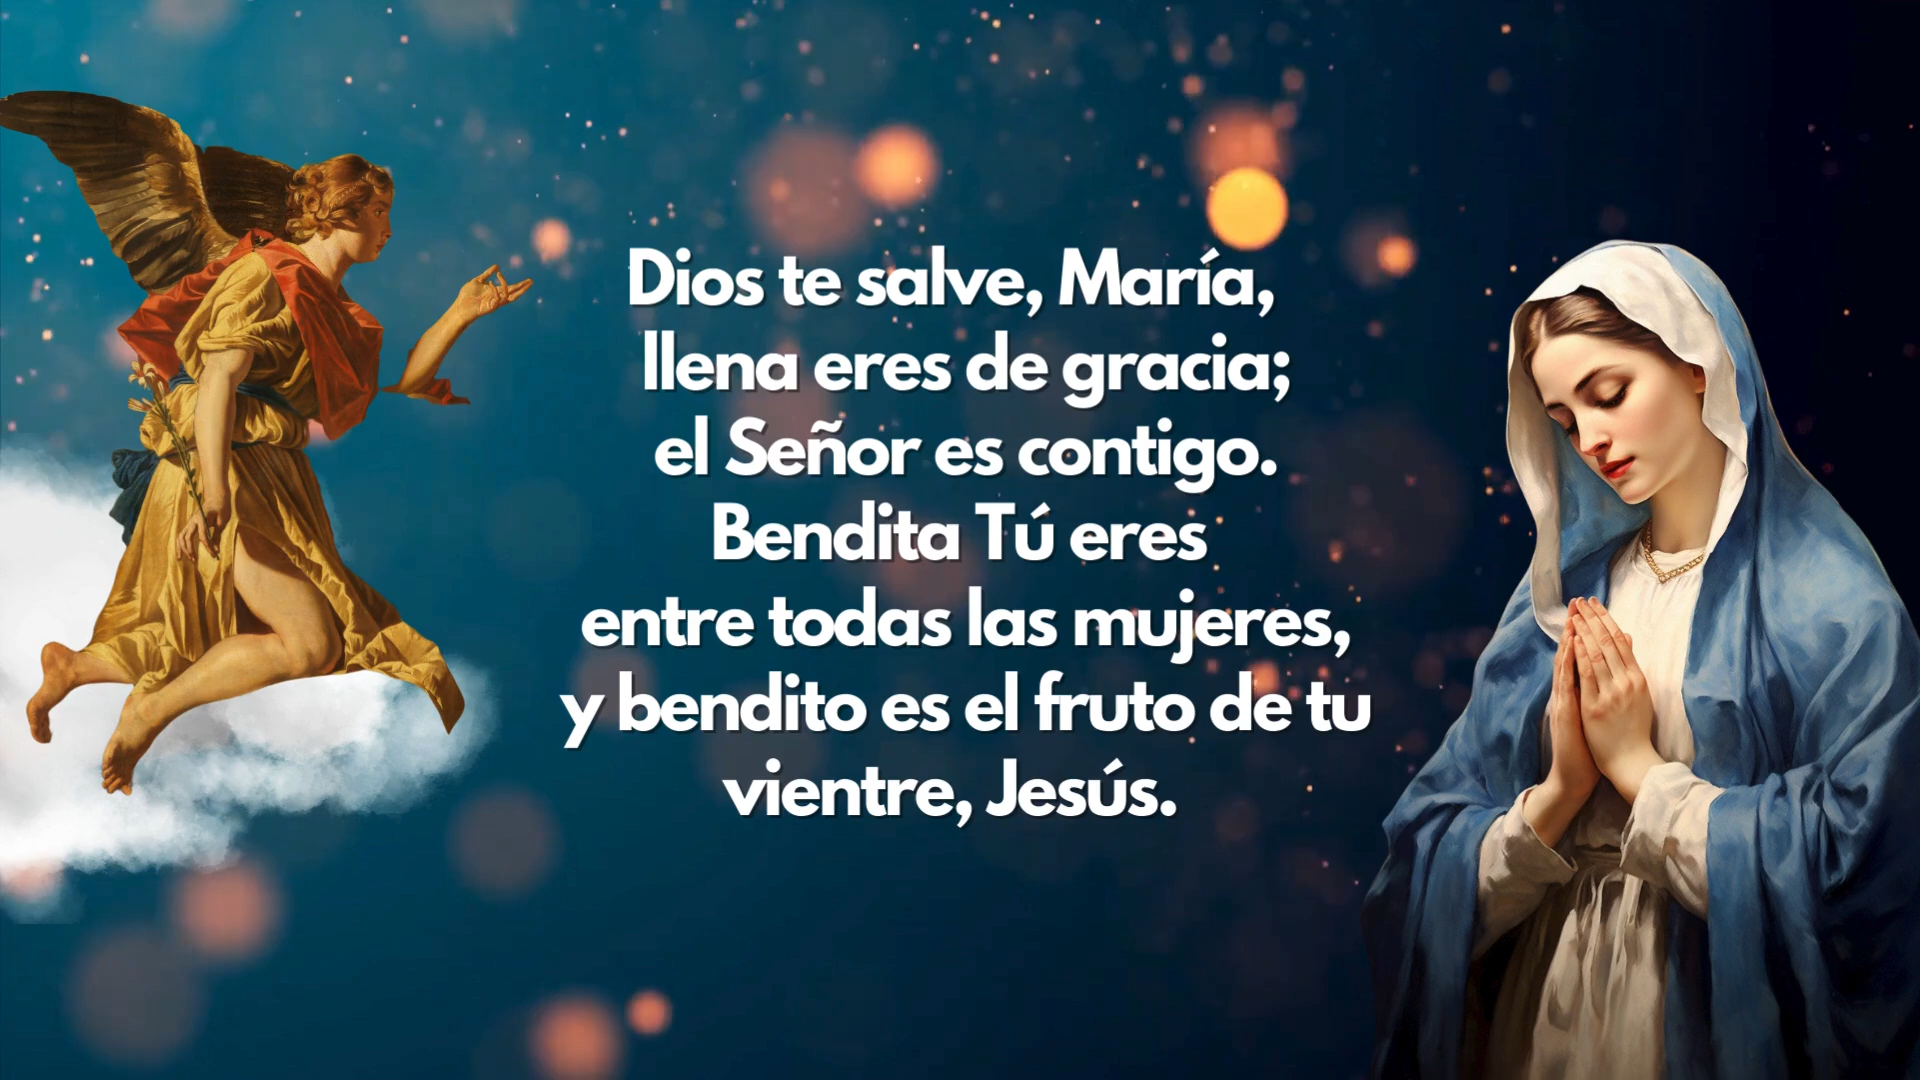 Dios te salve, María,
llena eres de gracia;
el Señor es contigo.
Bendita Tú eres
entre todas las mujeres,
y bendito es el fruto de tu
vientre, Jesús.